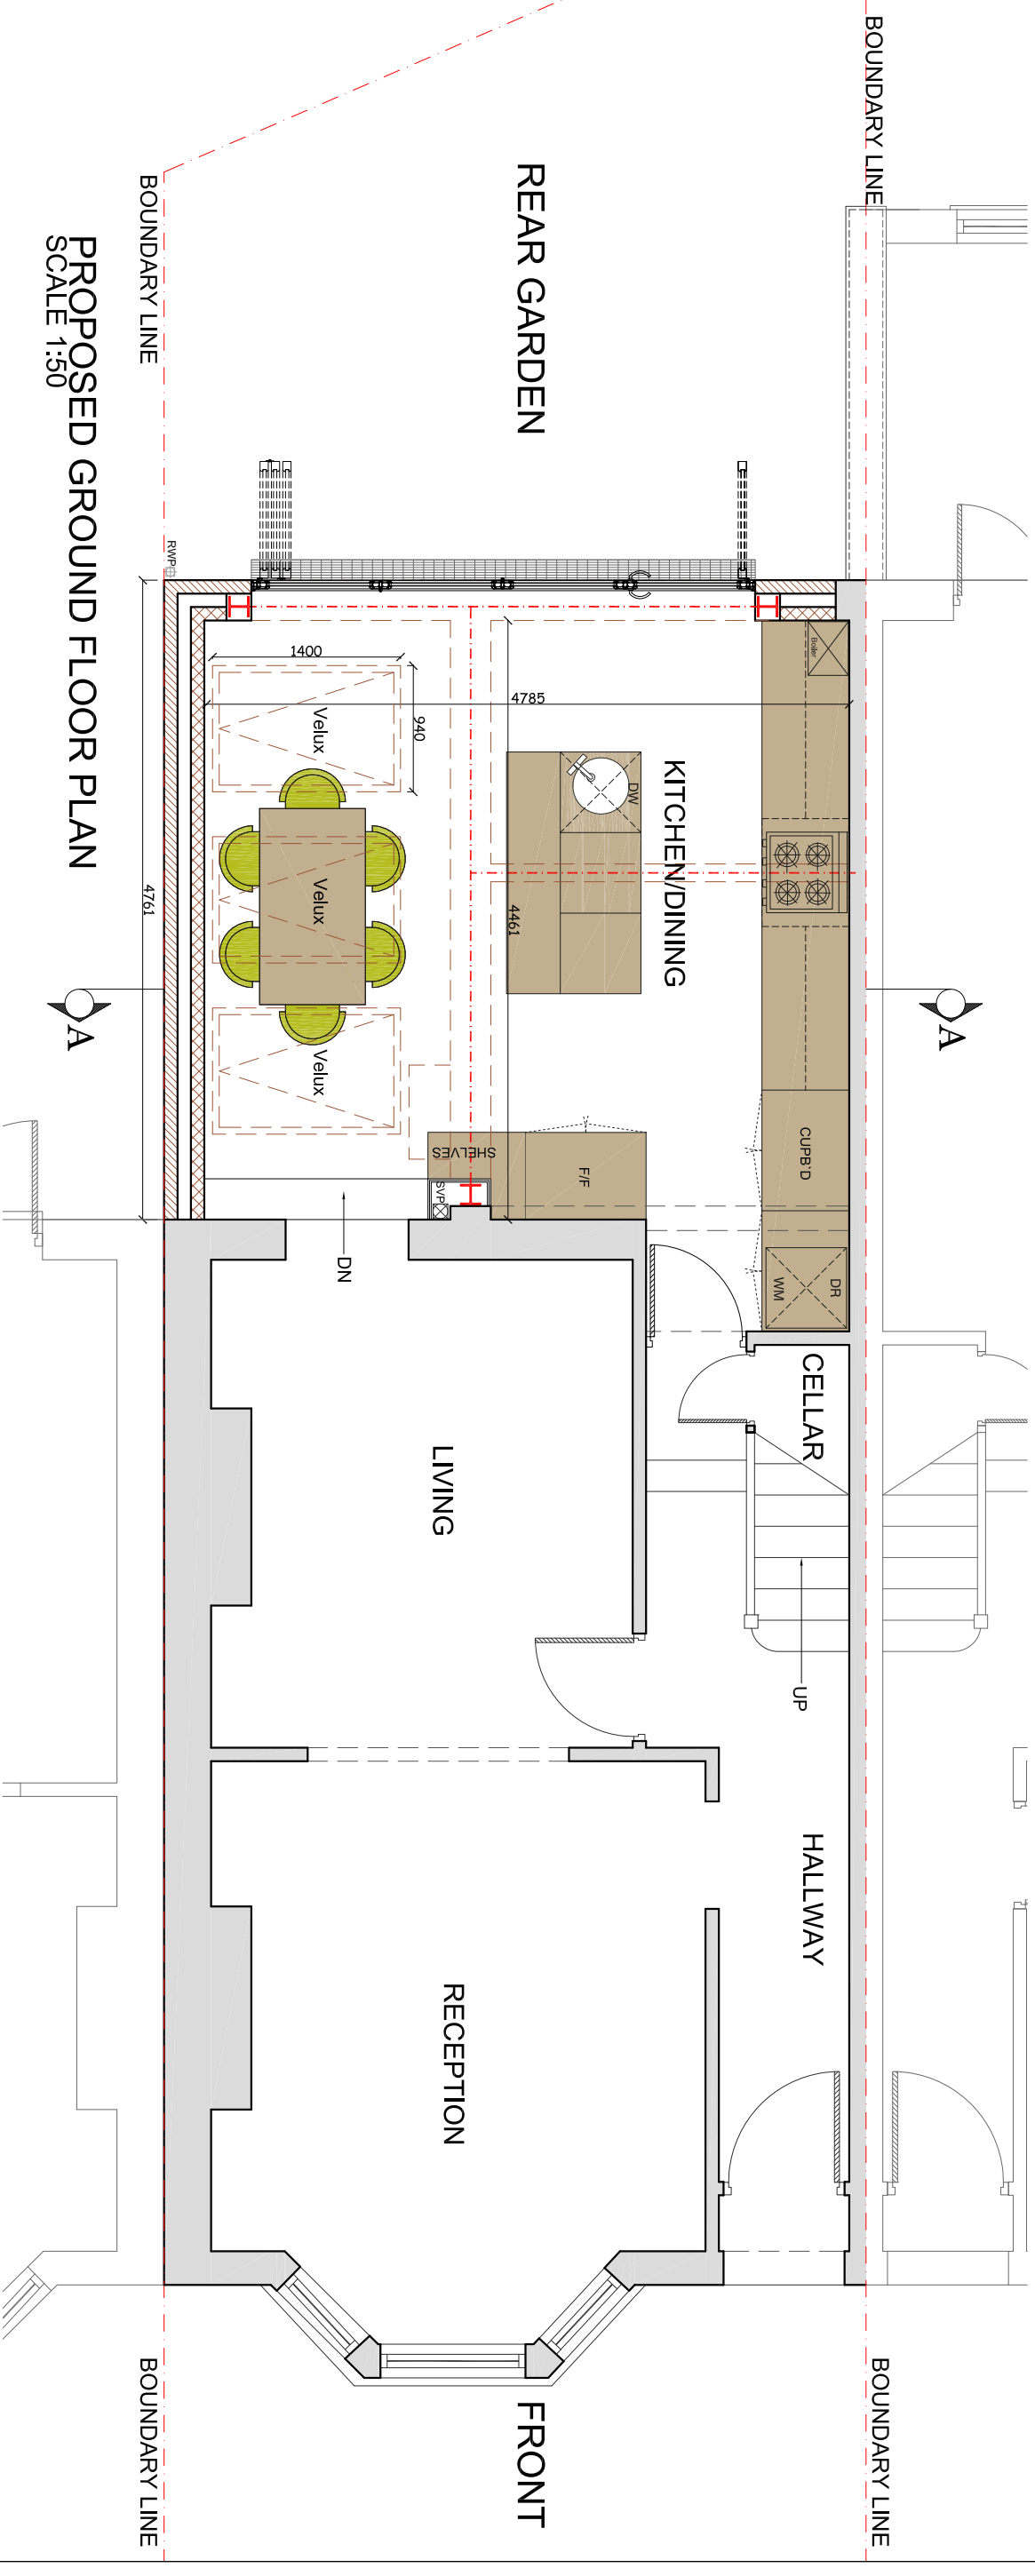 BOUNDARY LINE
BOUNDARY LINE
REAR GARDEN
PROPOSED GROUND FLOOR PLAN
SCALE 1:50
RWP
Boiler
1400
4785
940
Velux
KITCHEN/DINING
DW
Velux
4461
4761
A
A
Velux
CUPB`D
SHELVES
F/F
SVP
DN
DR
WM
CELLAR
LIVING
UP
HALLWAY
RECEPTION
BOUNDARY LINE
BOUNDARY LINE
FRONT